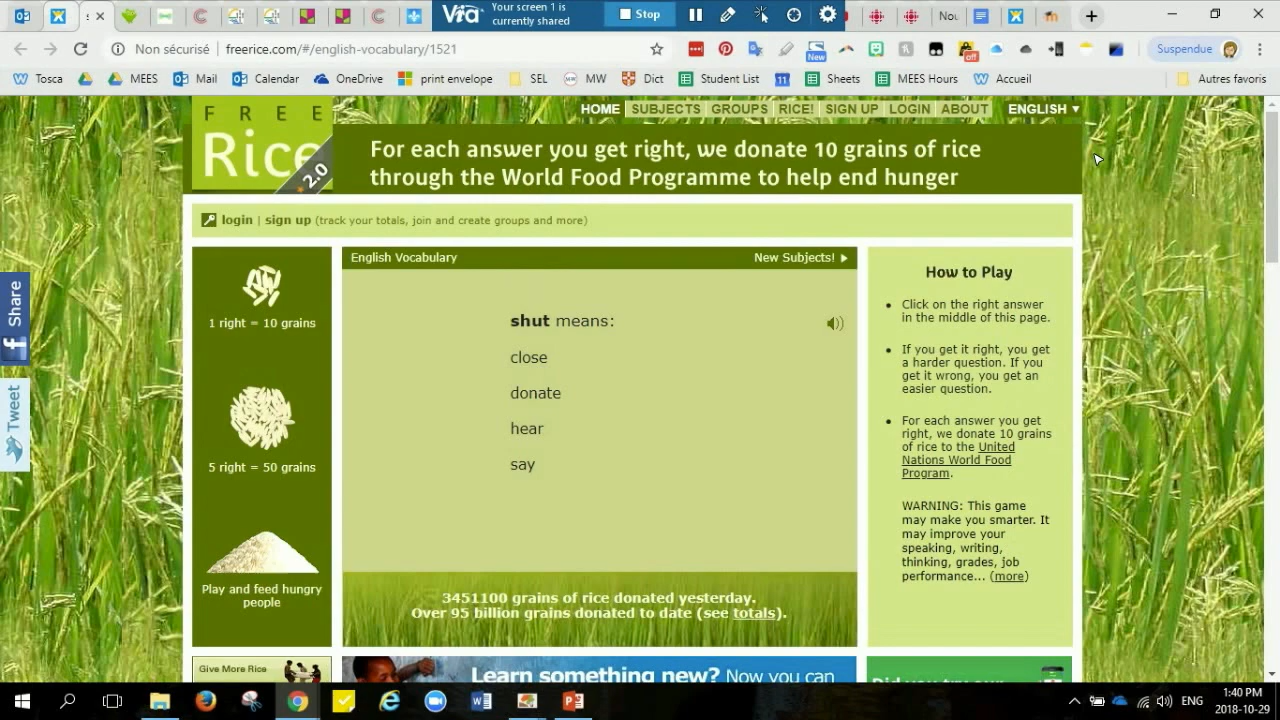 Via
Your screen 1 is
currently shared
Stop
Nou
Non sécurisé
freerice.com/#/english-vocabulary/1521
New
off
Suspendue
Tosca
MEES
Mail
Calendar
OneDrive
print envelope
SEL
MW
Dict
Student List
11
Sheets
MEES Hours
Accueil
Autres favoris
FREE
Rice
2.0
HOME
SUBJECTS
GROUPS
RICE!
SIGN UP
LOGIN
ABOUT
ENGLISH
For each answer you get right, we donate 10 grains of rice
through the World Food Programme to help end hunger
login | sign up (track your totals, join and create groups and more)
Share
Tweet
1 right = 10 grains
5 right = 50 grains
Play and feed hungry
people
English Vocabulary
New Subjects!
shut means:
close
donate
hear
say
3451100 grains of rice donated yesterday.
Over 95 billion grains donated to date (see totals).
How to Play
Click on the right answer
in the middle of this page.
If you get it right, you get
a harder question. If you
get it wrong, you get an
easier question.
For each answer you get
right, we donate 10 grains
of rice to the United
Nations World Food
Program.
WARNING: This game
may make you smarter. It
may improve your
speaking, writing,
thinking, grades, job
performance... (more)
Give More Rice
Learn something new? Now you can
Did you try our
ENG
1:40 PM
2018-10-29